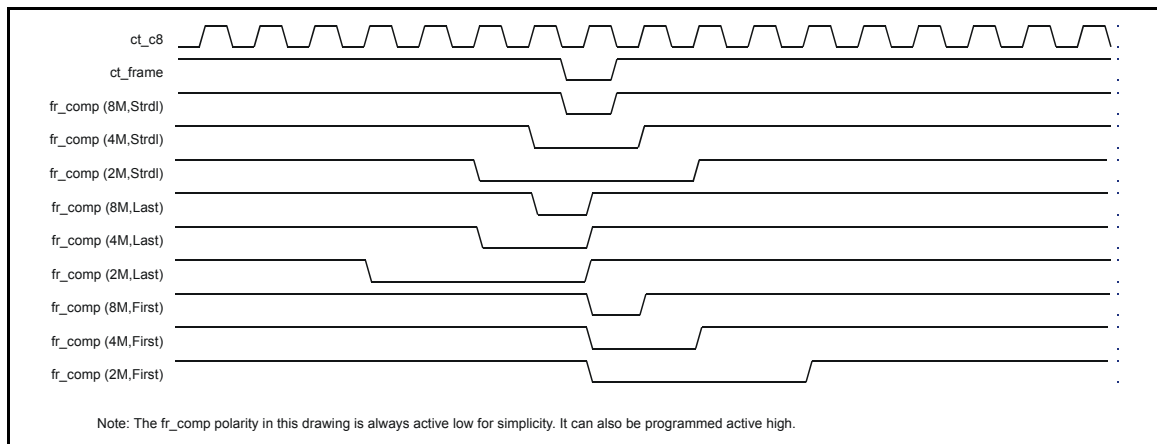 ct_c8
ct_frame
fr_comp (8M,Strdl)
fr_comp (4M,Strdl)
fr_comp (2M,Strdl)
fr_comp (8M,Last)
fr_comp (4M,Last)
fr_comp (2M,Last)
fr_comp (8M,First)
fr_comp (4M,First)
fr_comp (2M,First)
Note: The fr_comp polarity in this drawing is always active low for simplicity. It can also be programmed active high.